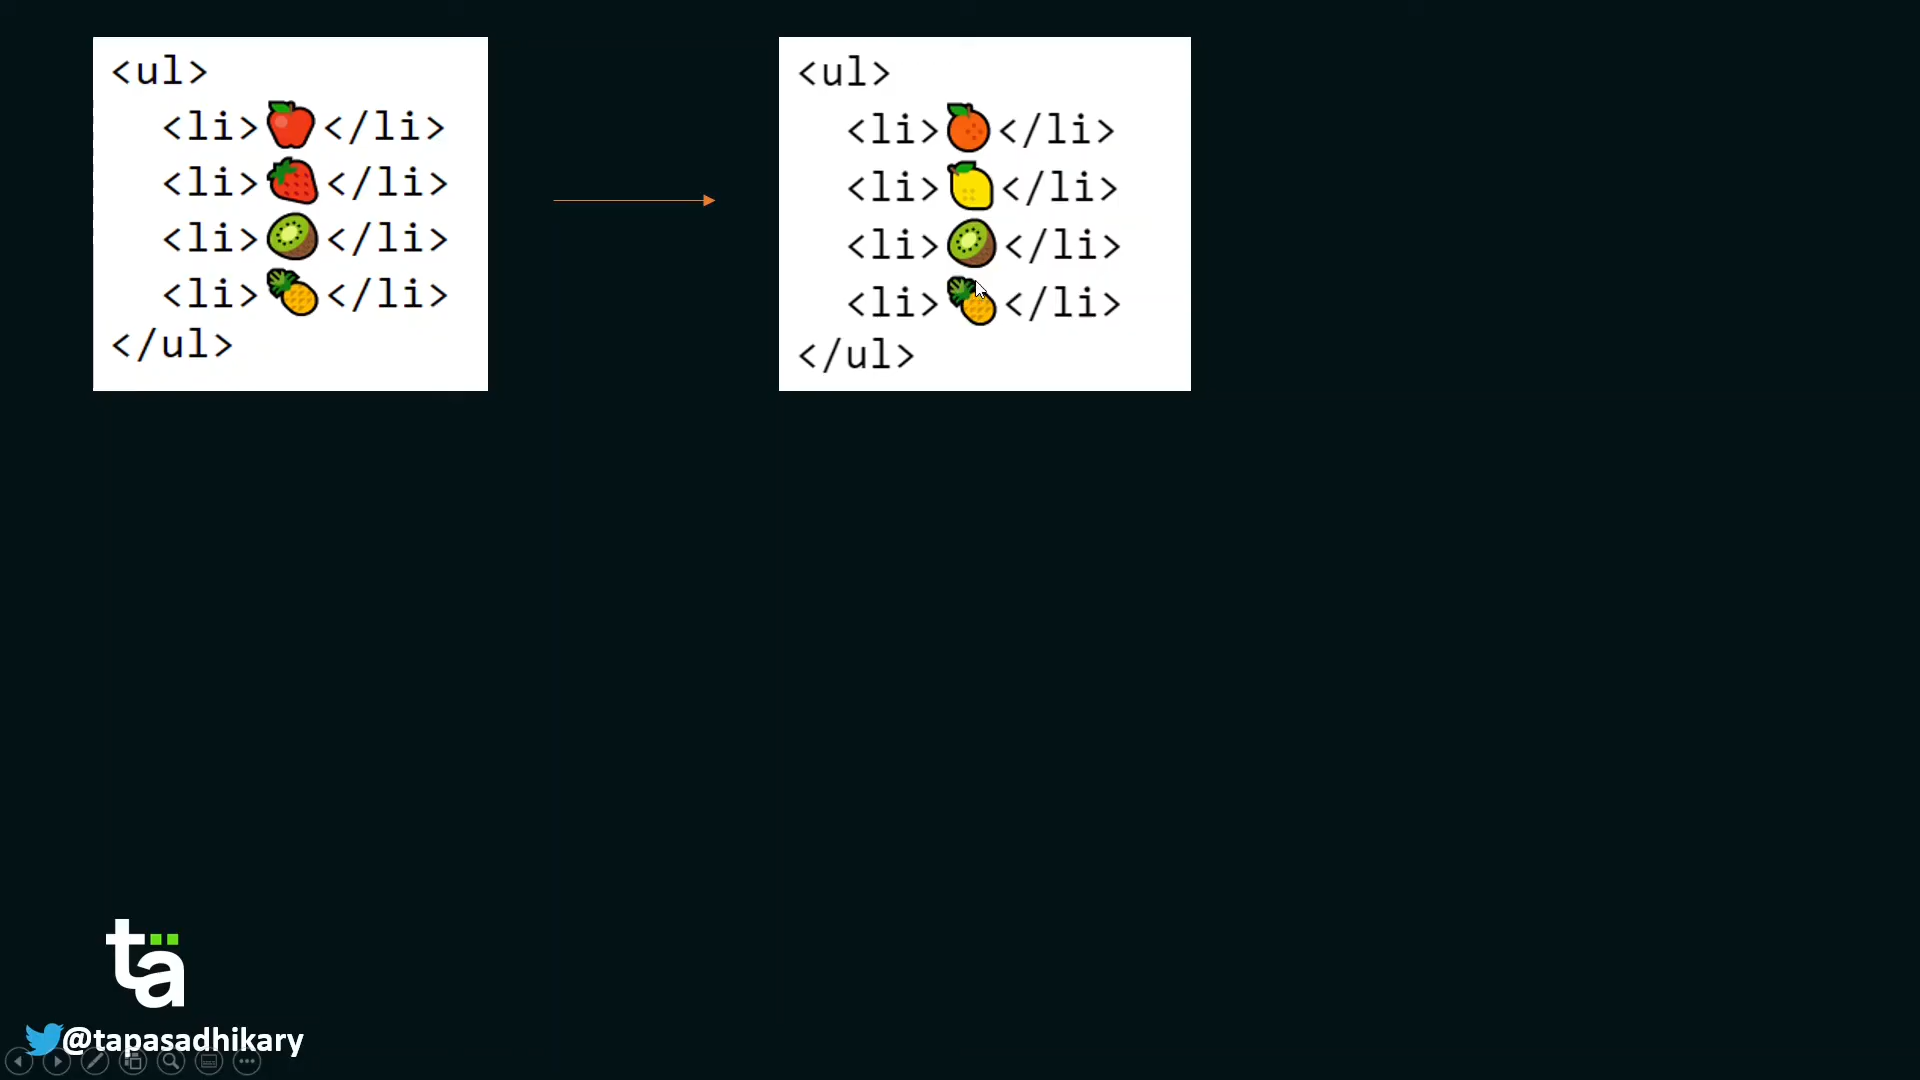 <ul>
<li>🍎</li>
<li>🍓</li>
<li>🥝</li>
<li>🍍</li>
</ul>
<ul>
<li>🍊</li>
<li>🍋</li>
<li>🥝</li>
<li>🍍</li>
</ul>
tä
@tapasadhikary